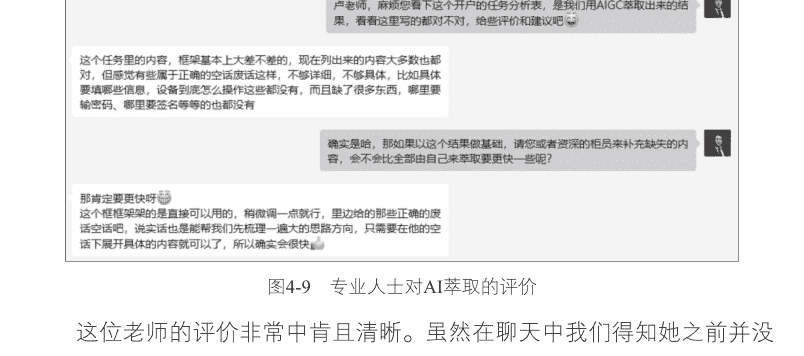 卢老师，麻烦您看下这个开户的任务分析表，是我们用AIGC萃取出来的结
果，看看这里写的都对不对，给些评价和建议吧
这个任务里的内容，框架基本上大差不差的，现在列出来的内容大多数也都
对，但感觉有些属于正确的空话废话这样，不够详细，不够具体，比如具体
要填哪些信息，设备到底怎么操作这些都没有，而且缺了很多东西，哪里要
输密码、哪里要签名等等的也都没有
确实是哈，那如果以这个结果做基础，请您或者资深的柜员来补充缺失的内
容，会不会比全部由自己来萃取要更快一些呢？
那肯定要更快呀
这个框框架架的是直接可以用的，稍微调一点就行，里边给的那些正确的废
话空话吧，说实话也是能帮我们先梳理一遍大的思路方向，只需要在他的空
话下展开具体的内容就可以了，所以确实会很快
图4-9 专业人士对AI萃取的评价
这位老师的评价非常中肯且清晰。虽然在聊天中我们得知她之前并没